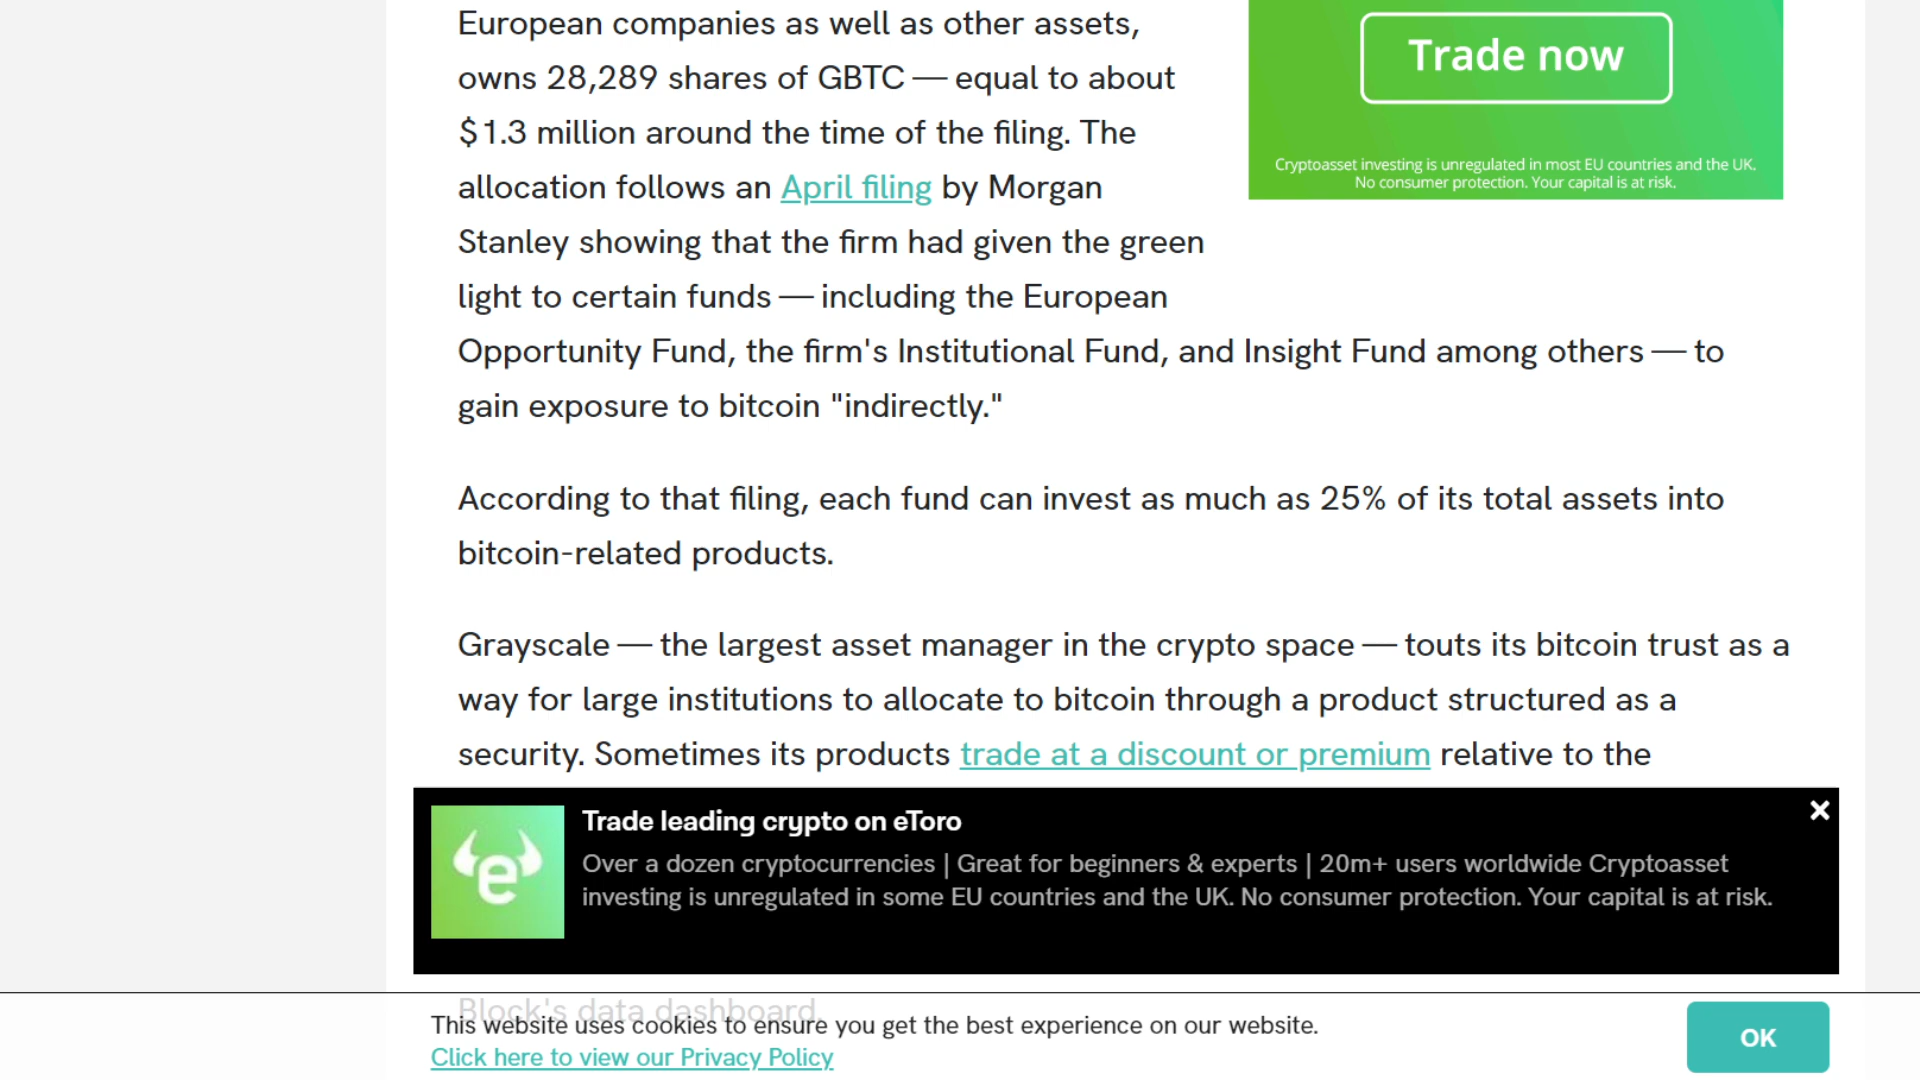 European companies as well as other assets,
owns 28,289 shares of GBTC — equal to about
$1.3 million around the time of the filing. The
allocation follows an April filing by Morgan
Stanley showing that the firm had given the green
light to certain funds — including the European
Opportunity Fund, the firm's Institutional Fund, and Insight Fund among others — to
gain exposure to bitcoin "indirectly."
Trade now
Cryptoasset investing is unregulated in most EU countries and the UK.
No consumer protection. Your capital is at risk.
According to that filing, each fund can invest as much as 25% of its total assets into
bitcoin-related products.
Grayscale — the largest asset manager in the crypto space — touts its bitcoin trust as a
way for large institutions to allocate to bitcoin through a product structured as a
security. Sometimes its products trade at a discount or premium relative to the
Trade leading crypto on eToro
Over a dozen cryptocurrencies | Great for beginners & experts | 20m+ users worldwide Cryptoasset
investing is unregulated in some EU countries and the UK. No consumer protection. Your capital is at risk.
Block's data dashboard.
This website uses cookies to ensure you get the best experience on our website.
Click here to view our Privacy Policy
OK